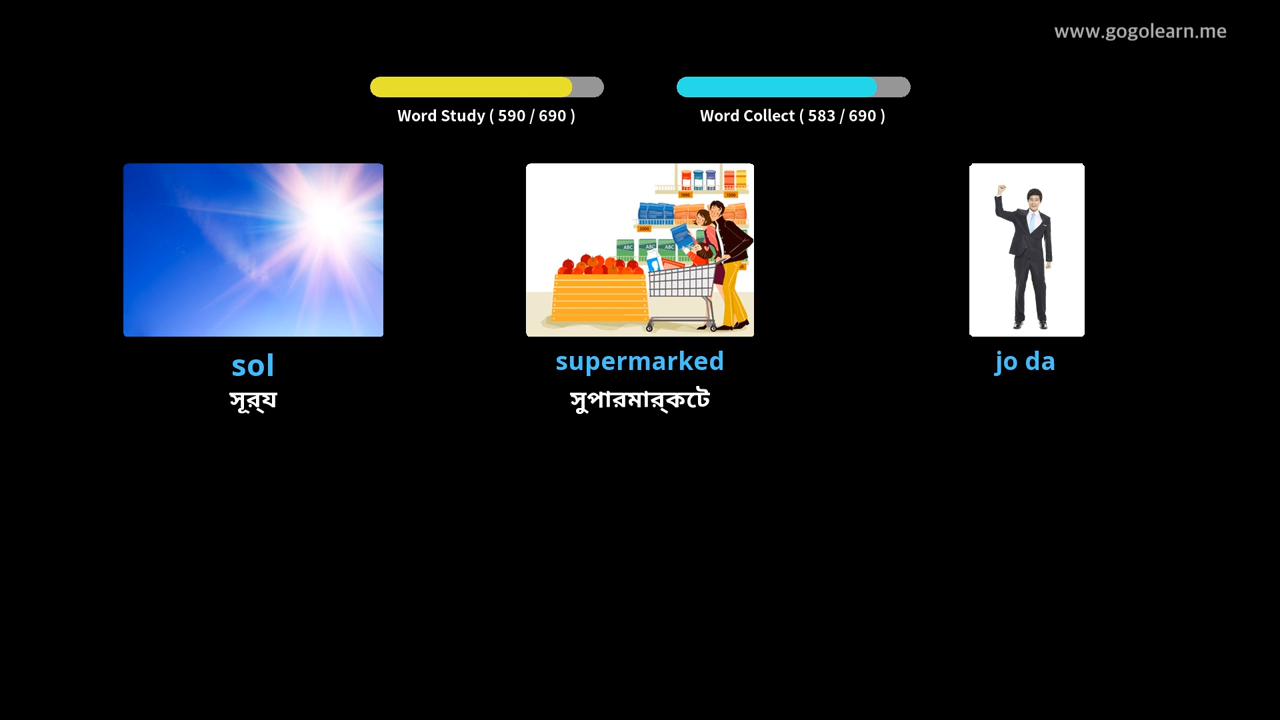 www.gogolearn.me
Word Study ( 590 / 690 )
Word Collect ( 583 / 690 )
sol
supermarked
jo da
সূর্য
সুপারমার্কেট